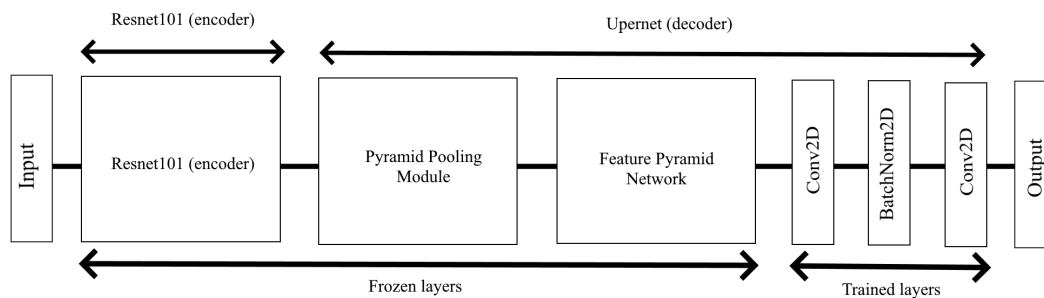 Resnet101 (encoder)
Upernet (decoder)
Input
Resnet101 (encoder)
Pyramid Pooling
Module
Feature Pyramid
Network
Conv2D
BatchNorm2D
Conv2D
Output
Frozen layers
Trained layers